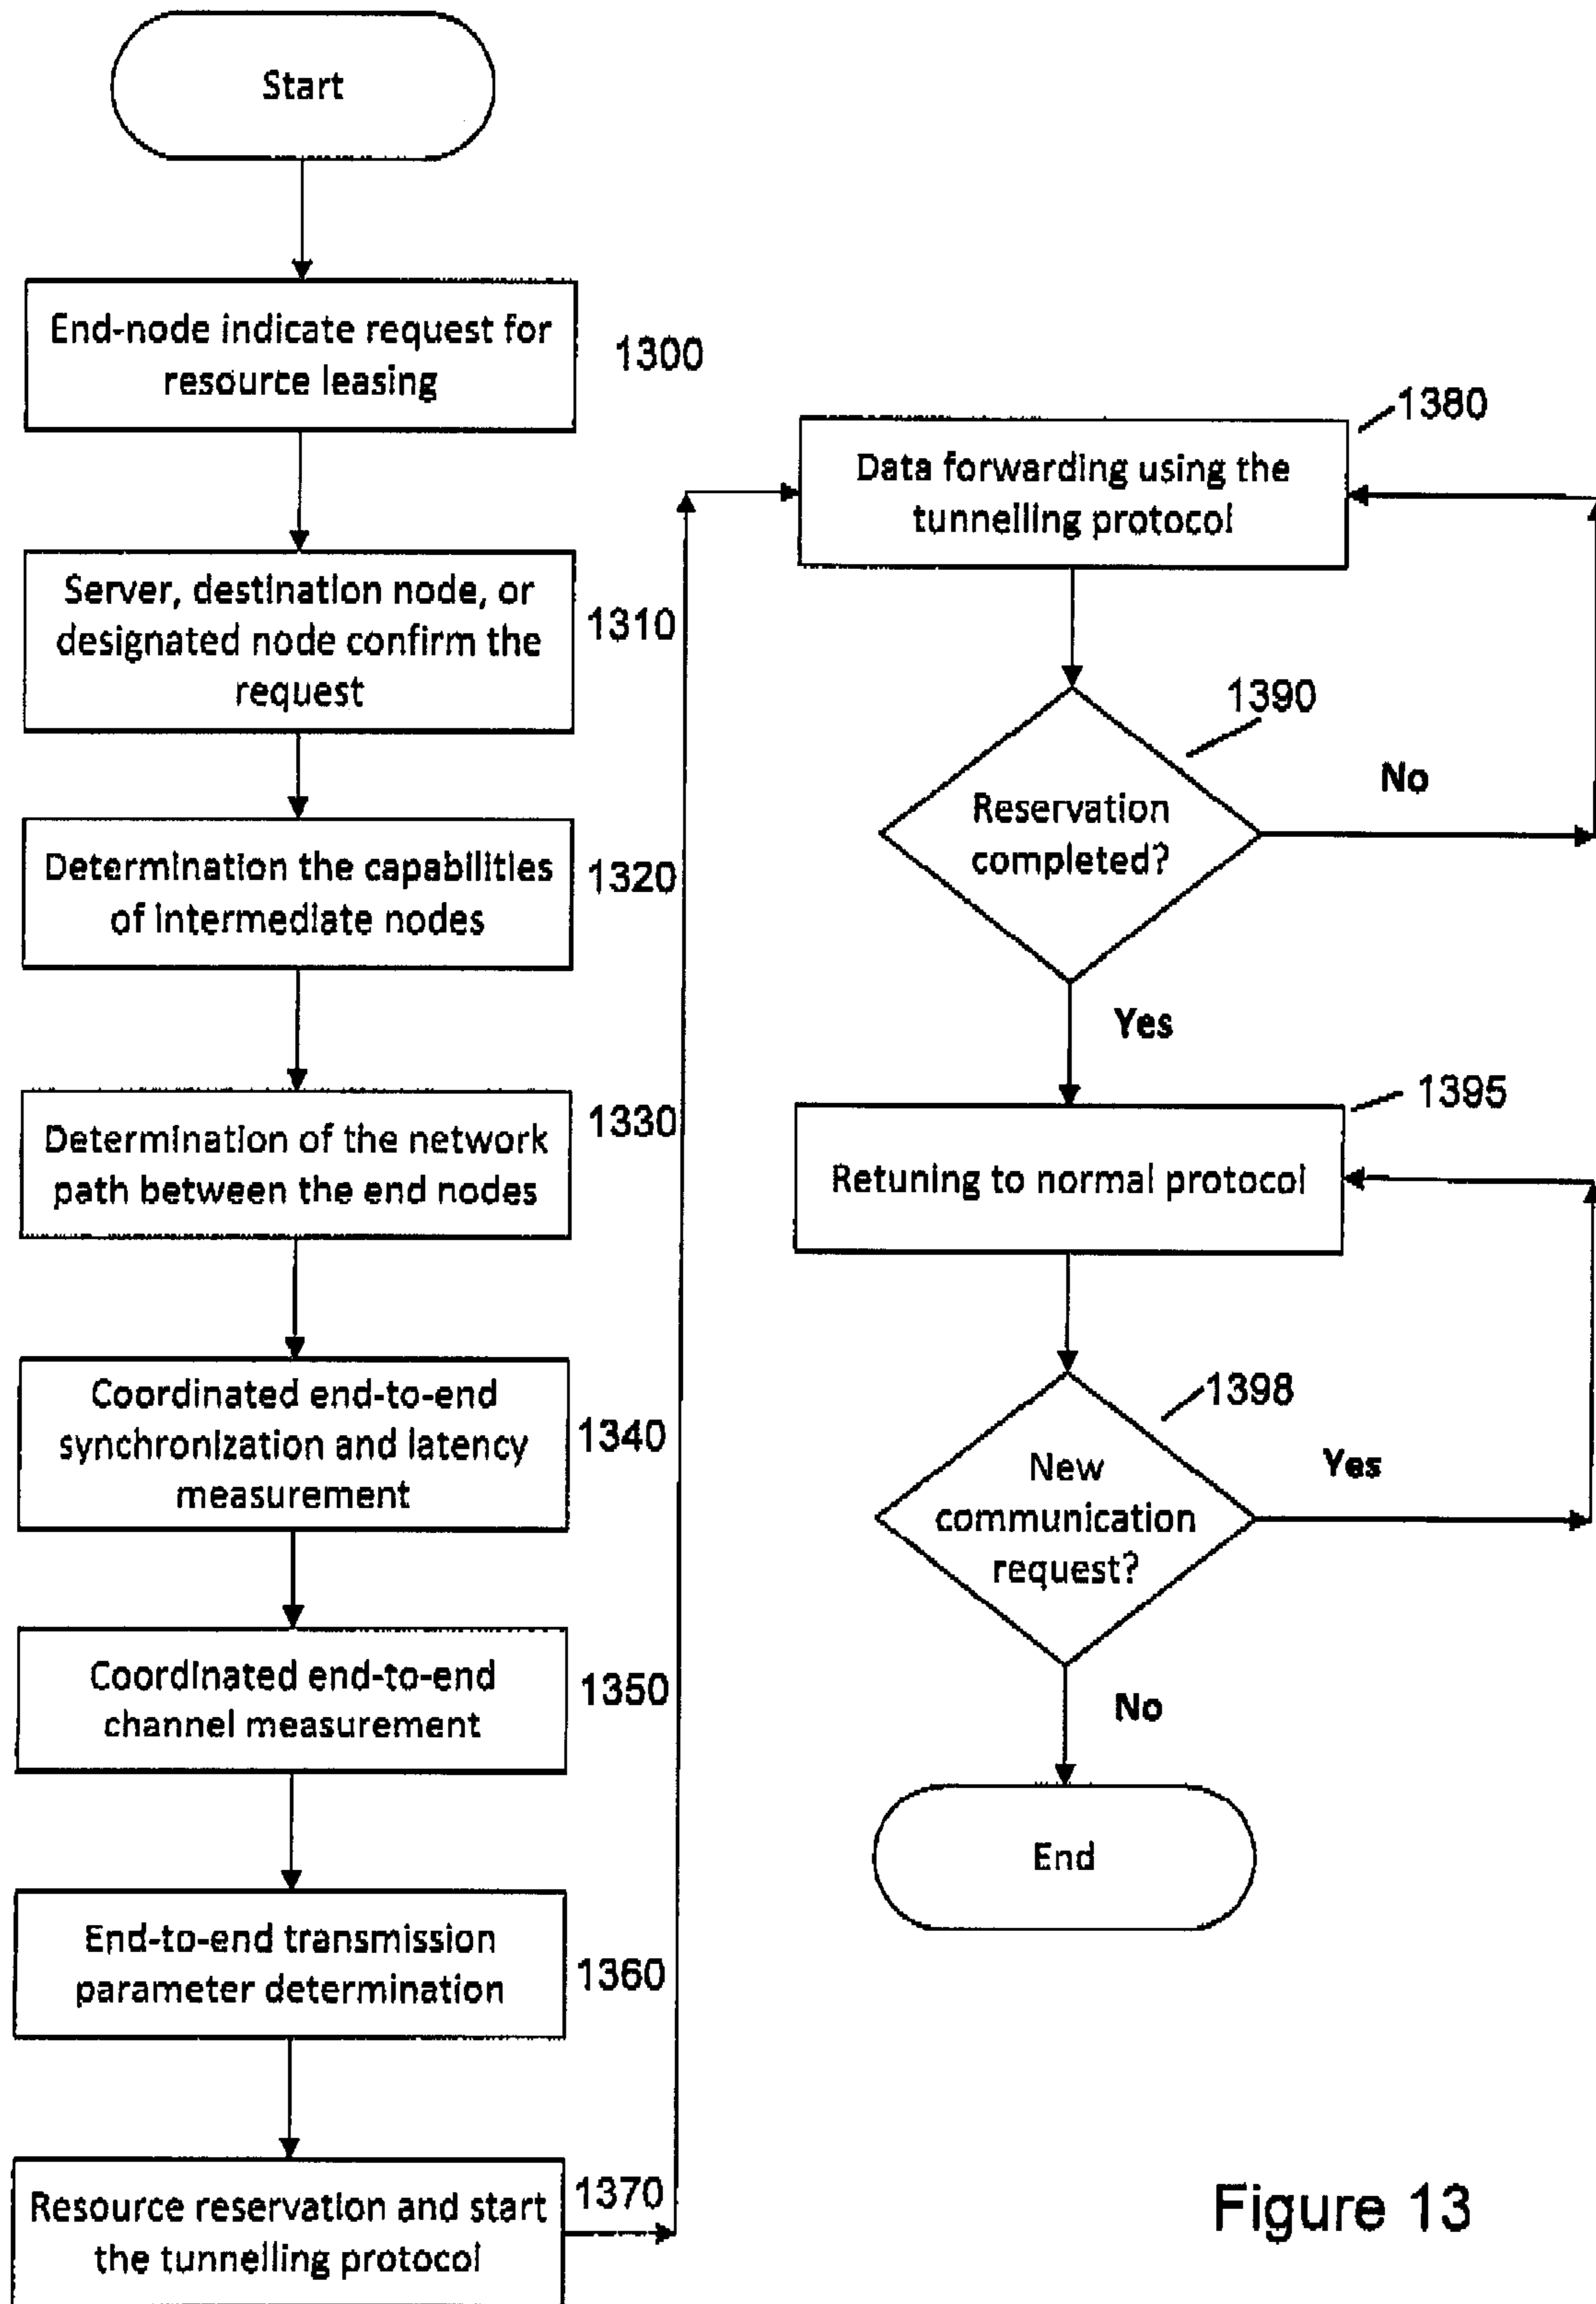 Start
End-node indicate request for
resource leasing
1300
Server, destination node, or
designated node confirm the
request
1310
Determination the capabilities
of intermediate nodes
1320
Determination of the network
path between the end nodes
1330
Coordinated end-to-end
synchronization and latency
measurement
1340
Coordinated end-to-end
channel measurement
1350
End-to-end transmission
parameter determination
1360
Resource reservation and start
the tunnelling protocol
1370
1380
Data forwarding using the
tunnelling protocol
1390
Reservation
completed?
No
Yes
1395
Retuning to normal protocol
1398
New
communication
request?
Yes
No
End
Figure 13